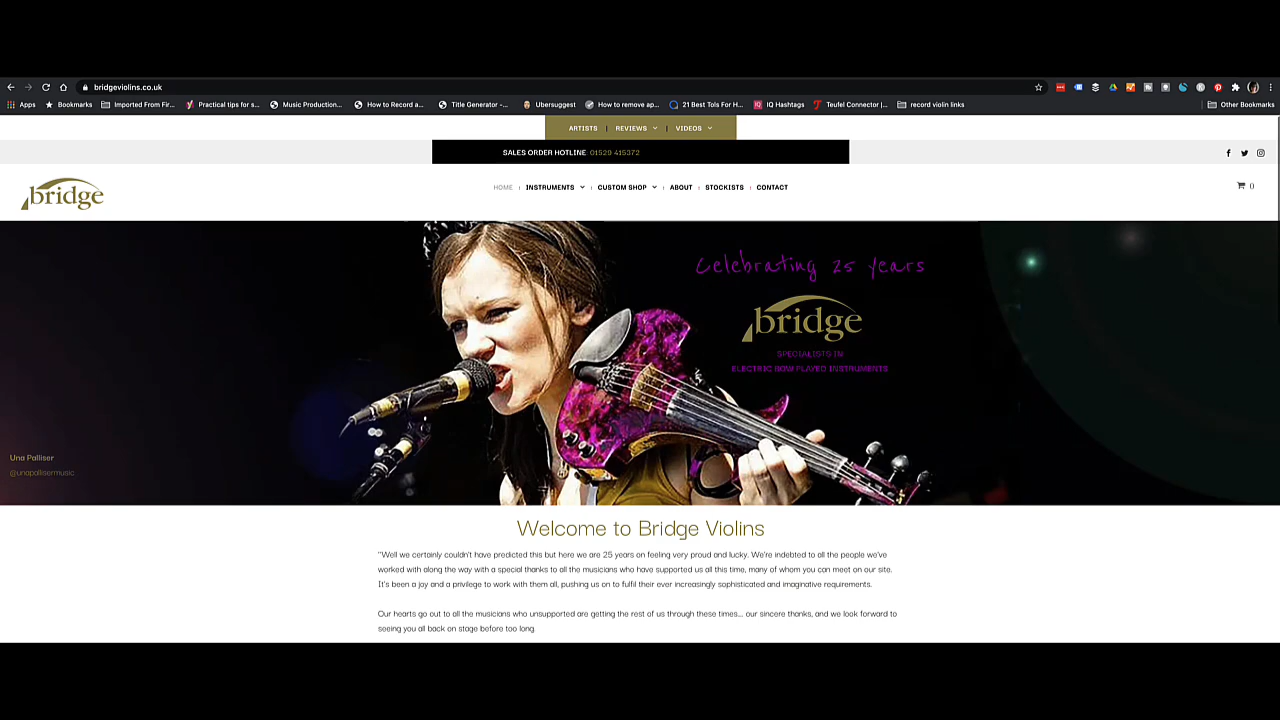 bridgeviolins.co.uk
Apps Bookmarks Imported From Fir... Practical tips for s... Music Production... How to Record a... Title Generator -... Ubersuggest How to remove ap... 21 Best Tols For H... IQ Hashtags Teufel Connector |... record violin links Other Bookmarks
ARTISTS | REVIEWS | VIDEOS
SALES ORDER HOTLINE 01529 415372
bridge
HOME INSTRUMENTS CUSTOM SHOP ABOUT STOCKISTS CONTACT
0
Celebrating 25 years
bridge
SPECIALISTS IN
ELECTRIC BOW PLAYED INSTRUMENTS
Una Palliser
@unapallisermusic
Welcome to Bridge Violins
"Well we certainly couldn't have predicted this but here we are 25 years on feeling very proud and lucky. We're indebted to all the people we've
worked with along the way with a special thanks to all the musicians who have supported us all this time, many of whom you can meet on our site.
It's been a joy and a privilege to work with them all, pushing us on to fulfil their ever increasingly sophisticated and imaginative requirements.
Our hearts go out to all the musicians who unsupported are getting the rest of us through these times.... our sincere thanks, and we look forward to
seeing you all back on stage before too long.